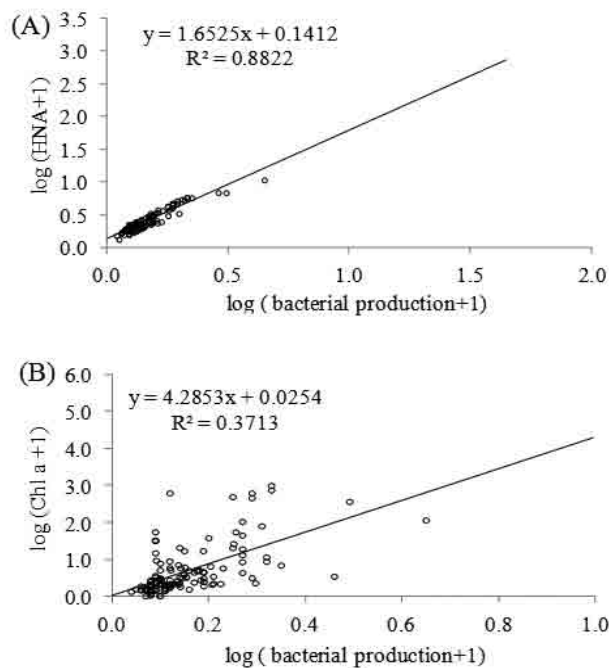 (A)
y = 1.6525x + 0.1412
R² = 0.8822
log (HNA+1)
3.5
3.0
2.5
2.0
1.5
1.0
0.5
0.0
0.0 0.5 1.0 1.5 2.0
log ( bacterial production+1)
(B)
y = 4.2853x + 0.0254
R² = 0.3713
log (Chl a +1)
6.0
5.0
4.0
3.0
2.0
1.0
0.0
0.0 0.2 0.4 0.6 0.8 1.0
log ( bacterial production+1)